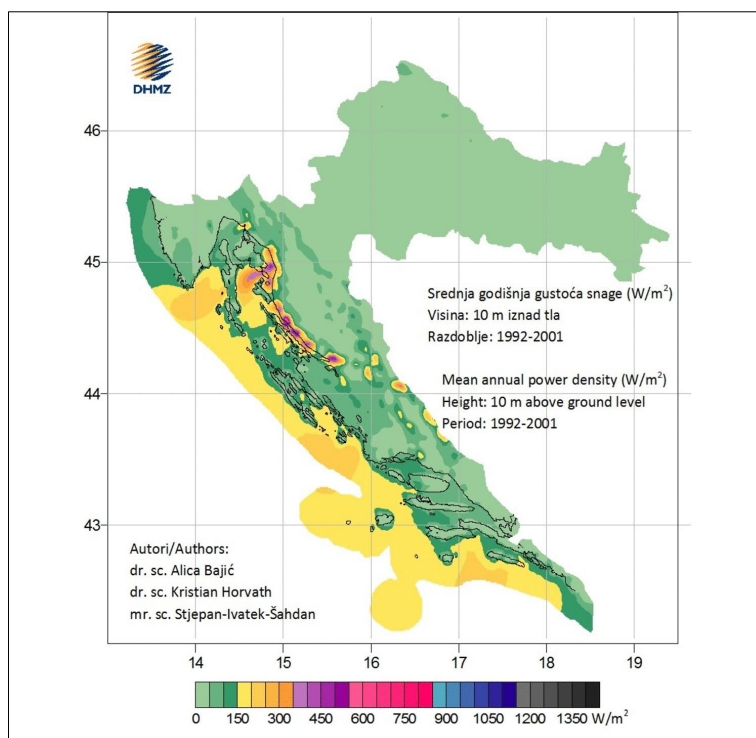 DHMZ
46
45
44
43
Srednja godišnja gustoća snage (W/m²)
Visina: 10 m iznad tla
Razdoblje: 1992-2001
Mean annual power density (W/m²)
Height: 10 m above ground level
Period: 1992-2001
Autori/Authors:
dr. sc. Alica Bajić
dr. sc. Kristian Horvath
mr. sc. Stjepan-Ivatek-Šahdan
14 15 16 17 18 19
0 150 300 450 600 750 900 1050 1200 1350 W/m²